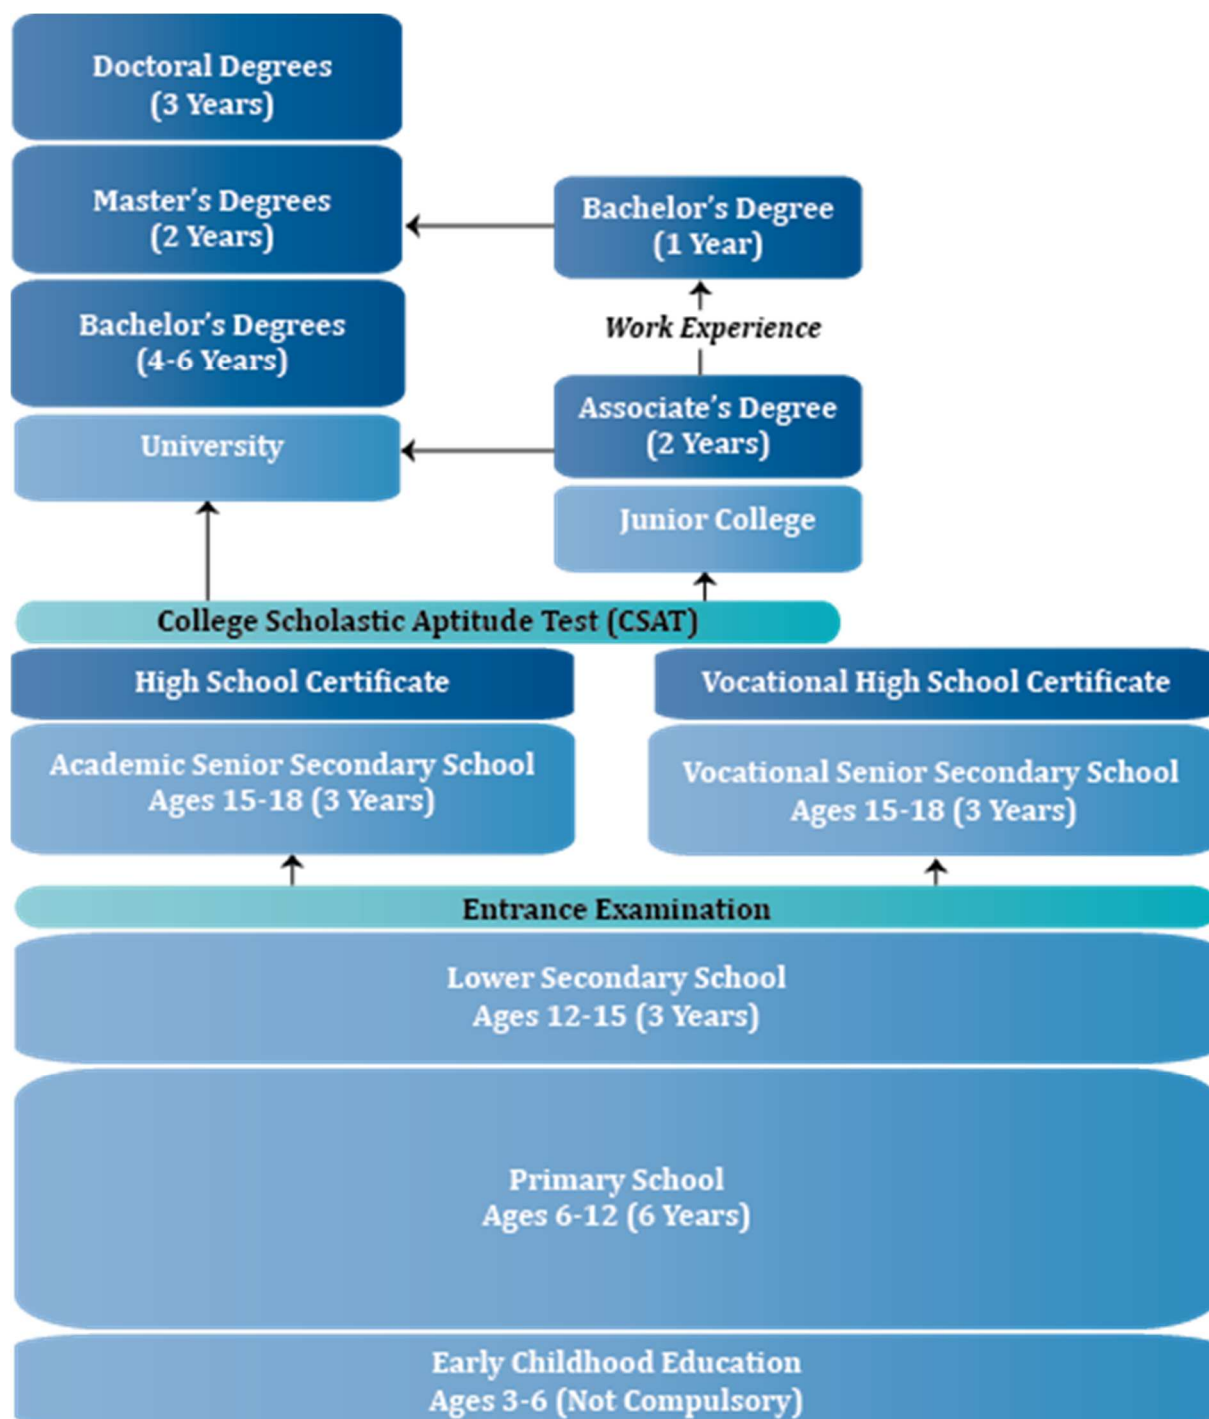 Doctoral Degrees
(3 Years)
Master's Degrees
(2 Years)
Bachelor's Degree
(1 Year)
Bachelor's Degrees
(4-6 Years)
Work Experience
Associate's Degree
(2 Years)
University
Junior College
College Scholastic Aptitude Test (CSAT)
High School Certificate
Vocational High School Certificate
Academic Senior Secondary School
Ages 15-18 (3 Years)
Vocational Senior Secondary School
Ages 15-18 (3 Years)
Entrance Examination
Lower Secondary School
Ages 12-15 (3 Years)
Primary School
Ages 6-12 (6 Years)
Early Childhood Education
Ages 3-6 (Not Compulsory)